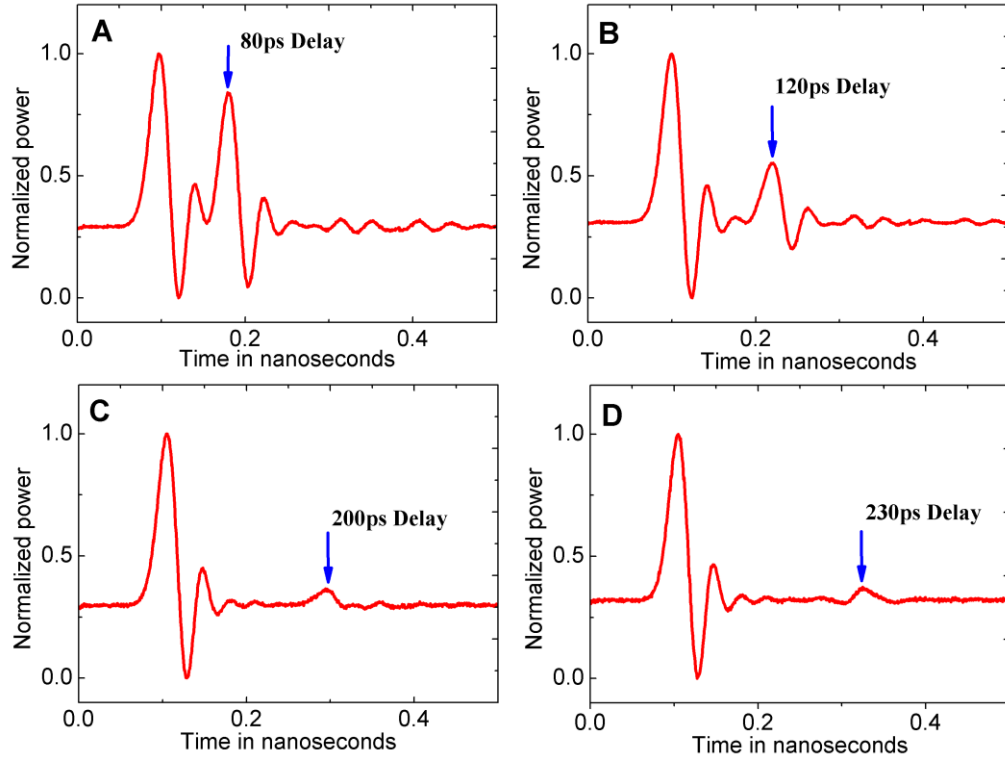 A
80ps Delay
Normalized power
1.0
0.5
0.0
0.0
0.2
0.4
Time in nanoseconds
B
120ps Delay
Normalized power
1.0
0.5
0.0
0.0
0.2
0.4
Time in nanoseconds
C
200ps Delay
Normalized power
1.0
0.5
0.0
0.0
0.2
0.4
Time in nanoseconds
D
230ps Delay
Normalized power
1.0
0.5
0.0
0.0
0.2
0.4
Time in nanoseconds